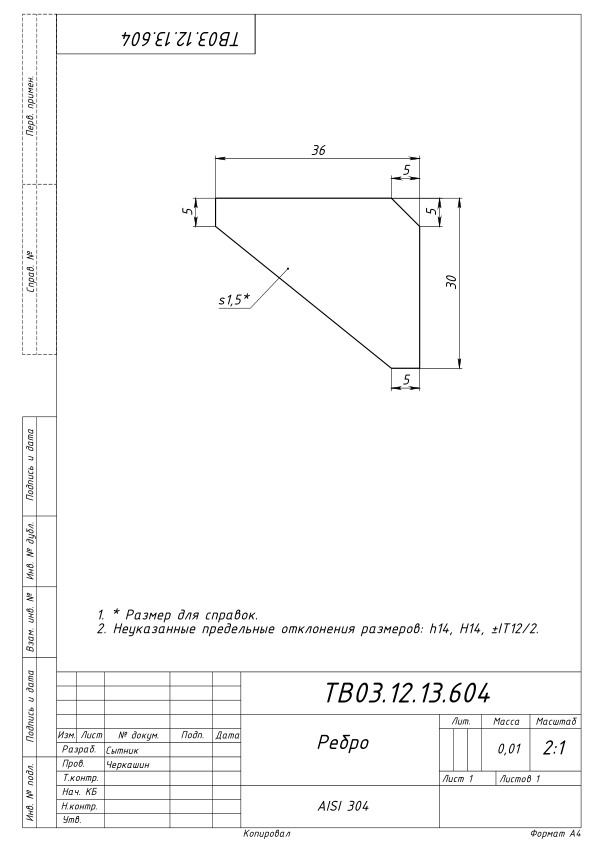 ТВ03.12.13.604
Перв. примен.
Справ. №
Подпись и дата
Инв. № дубл.
Взам. инв. №
Подпись и дата
Инв. № подл.
36
5
5
5
30
s1,5*
5
1. * Размер для справок.
2. Неуказанные предельные отклонения размеров: h14, H14, ±IT12/2.
ТВ03.12.13.604
Изм. Лист № докум. Подп. Дата
Разраб. Сытник
Пров. Черкашин
Т.контр.
Нач. КБ
Н.контр.
Утв.
Ребро
Лит. Масса Масштаб
0,01 2:1
Лист 1 Листов 1
AISI 304
Копировал Формат А4